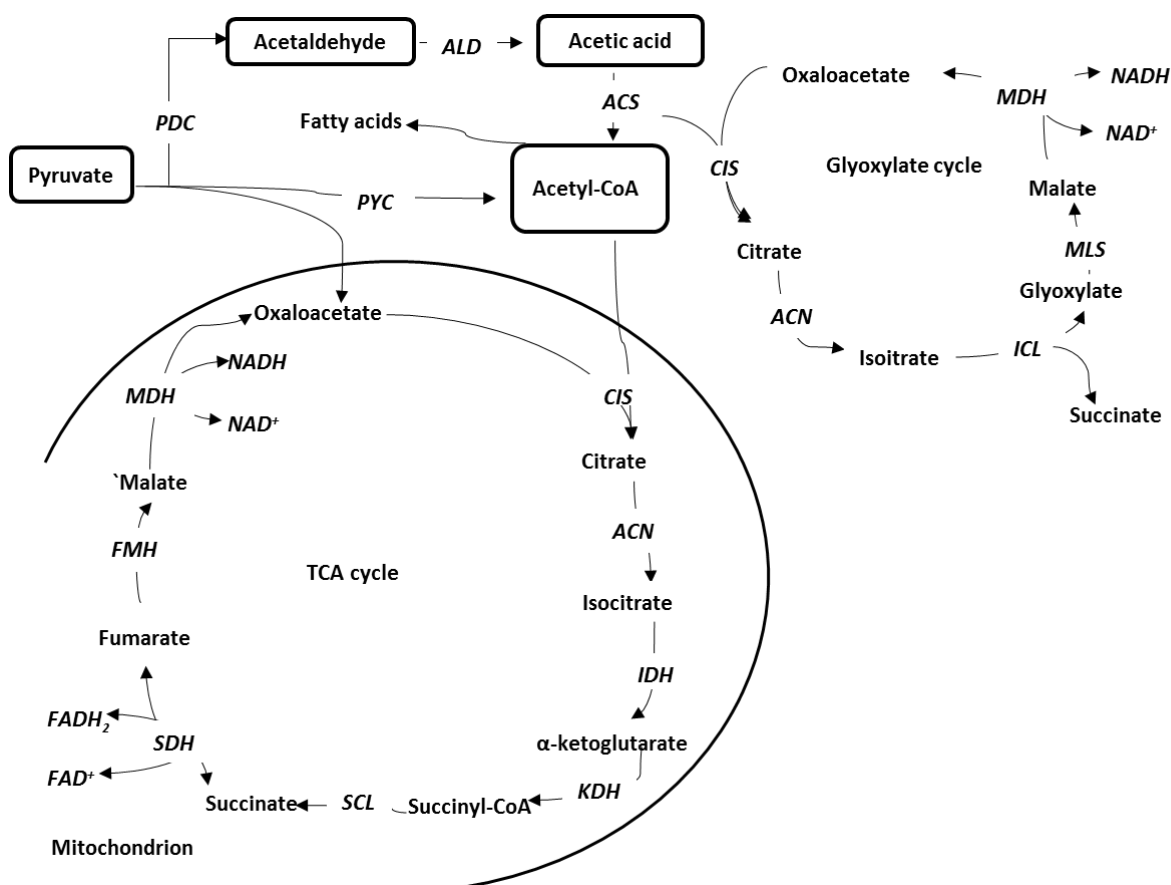 Acetaldehyde
ALD
Acetic acid
PDC
ACS
Fatty acids
Pyruvate
PYC
Acetyl-CoA
Oxaloacetate
MDH
NADH
NAD+
CIS
Glyoxylate cycle
Malate
Citrate
MLS
Glyoxylate
ACN
Isoitrate
ICL
Succinate
Oxaloacetate
NADH
MDH
NAD+
CIS
`Malate
Citrate
FMH
ACN
TCA cycle
Fumarate
Isocitrate
IDH
FADH2
SDH
FAD+
α-ketoglutarate
Succinate
SCL
Succinyl-CoA
KDH
Mitochondrion